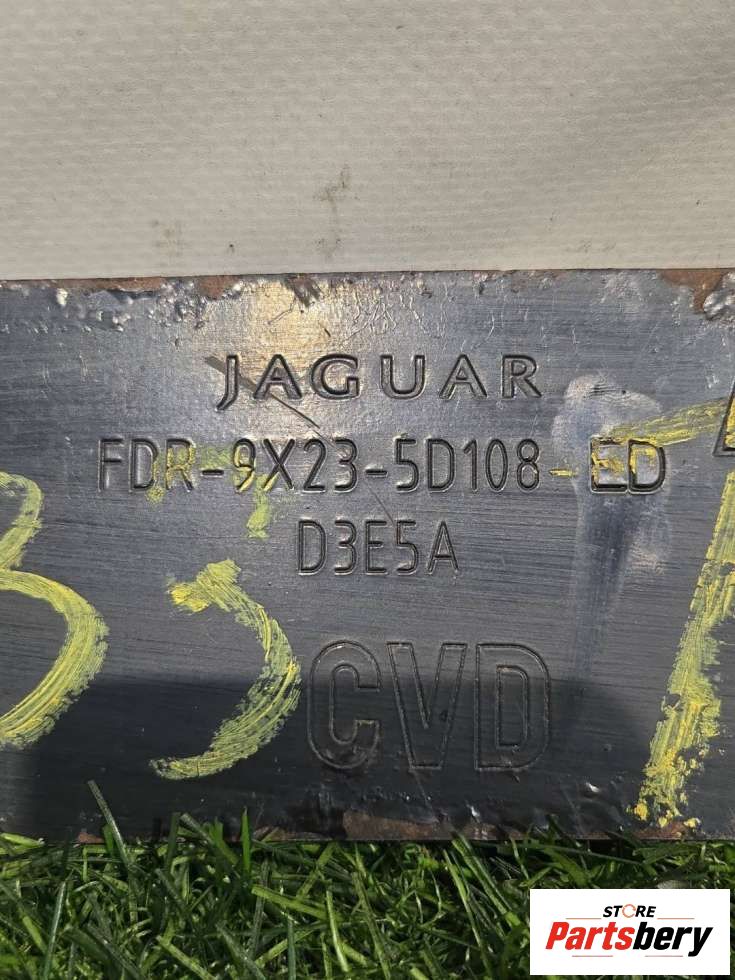 JAGUAR
FDR-9X23-5D108-ED
D3E5A
CVD
STORE
Partsbery